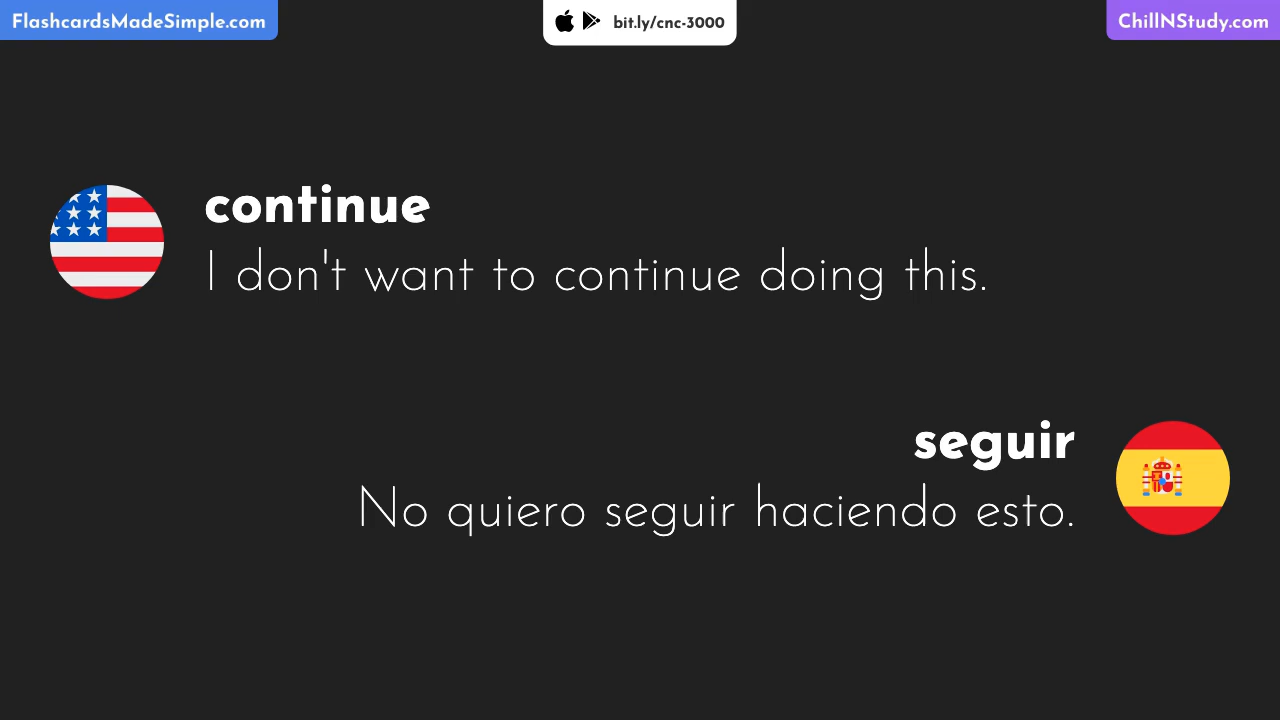 FlashcardsMadeSimple.com
bit.ly/cnc-3000
ChillNStudy.com
continue
I don't want to continue doing this.
seguir
No quiero seguir haciendo esto.